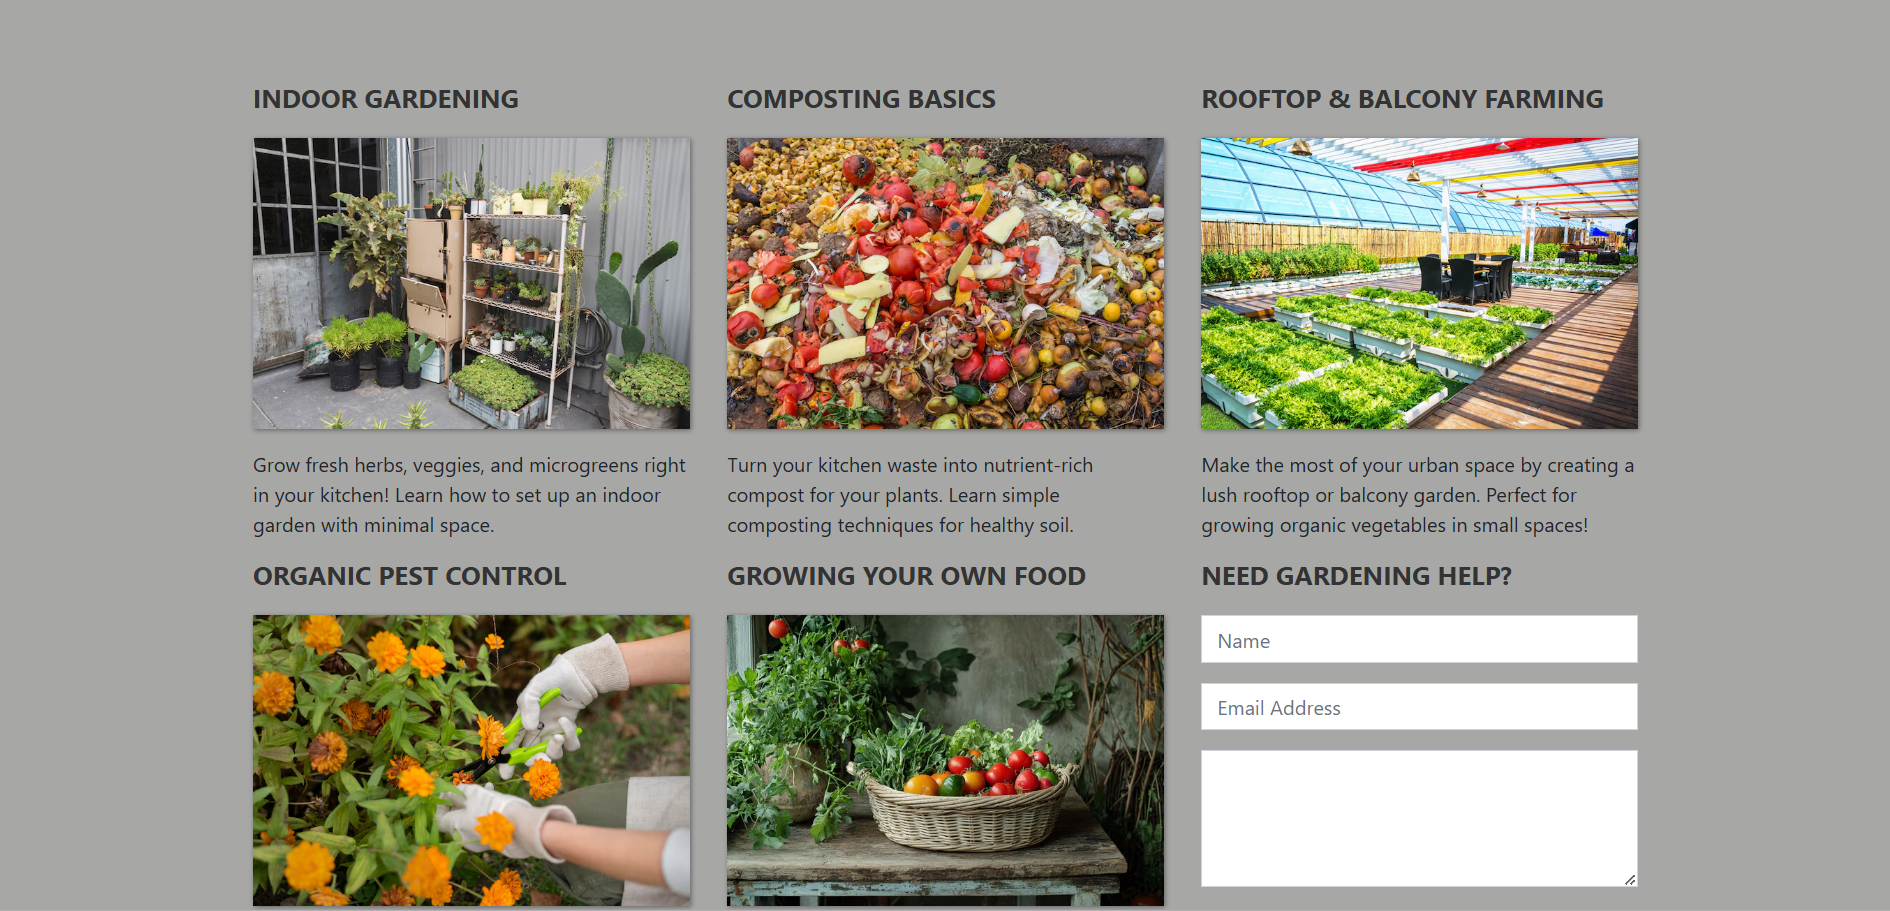 INDOOR GARDENING
Grow fresh herbs, veggies, and microgreens right
in your kitchen! Learn how to set up an indoor
garden with minimal space.
COMPOSTING BASICS
Turn your kitchen waste into nutrient-rich
compost for your plants. Learn simple
composting techniques for healthy soil.
ROOFTOP & BALCONY FARMING
Make the most of your urban space by creating a
lush rooftop or balcony garden. Perfect for
growing organic vegetables in small spaces!
ORGANIC PEST CONTROL
GROWING YOUR OWN FOOD
NEED GARDENING HELP?
Name
Email Address